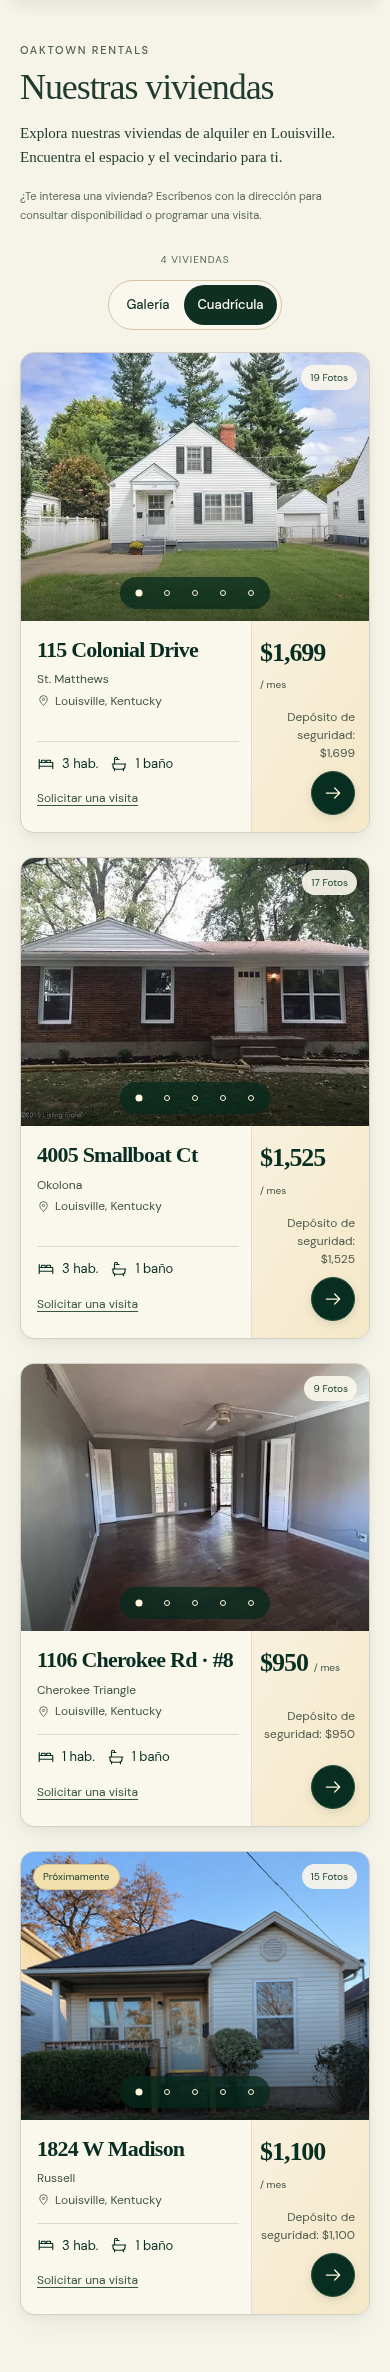 OAKTOWN RENTALS
Nuestras viviendas
Explora nuestras viviendas de alquiler en Louisville.
Encuentra el espacio y el vecindario para ti.
¿Te interesa una vivienda? Escríbenos con la dirección para
consultar disponibilidad o programar una visita.
4 VIVIENDAS
Galería
Cuadrícula
19 Fotos
115 Colonial Drive
St. Matthews
Louisville, Kentucky
3 hab.
1 baño
Solicitar una visita
$1,699
/ mes
Depósito de
seguridad:
$1,699
17 Fotos
4005 Smallboat Ct
Okolona
Louisville, Kentucky
3 hab.
1 baño
Solicitar una visita
$1,525
/ mes
Depósito de
seguridad:
$1,525
9 Fotos
1106 Cherokee Rd · #8
Cherokee Triangle
Louisville, Kentucky
1 hab.
1 baño
Solicitar una visita
$950 / mes
Depósito de
seguridad: $950
Próximamente
15 Fotos
1824 W Madison
Russell
Louisville, Kentucky
3 hab.
1 baño
Solicitar una visita
$1,100
/ mes
Depósito de
seguridad: $1,100